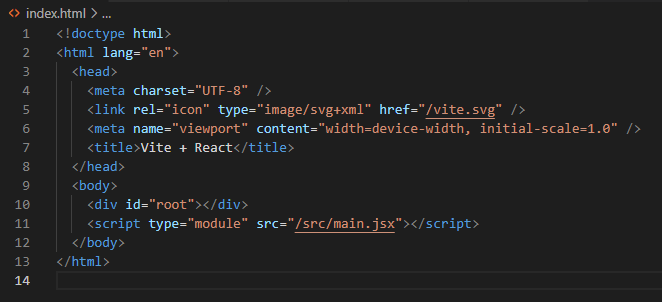 index.html > ...
1 <!doctype html>
2 <html lang="en">
3 <head>
4 <meta charset="UTF-8" />
5 <link rel="icon" type="image/svg+xml" href="/vite.svg" />
6 <meta name="viewport" content="width=device-width, initial-scale=1.0" />
7 <title>Vite + React</title>
8 </head>
9 <body>
10 <div id="root"></div>
11 <script type="module" src="/src/main.jsx"></script>
12 </body>
13 </html>
14